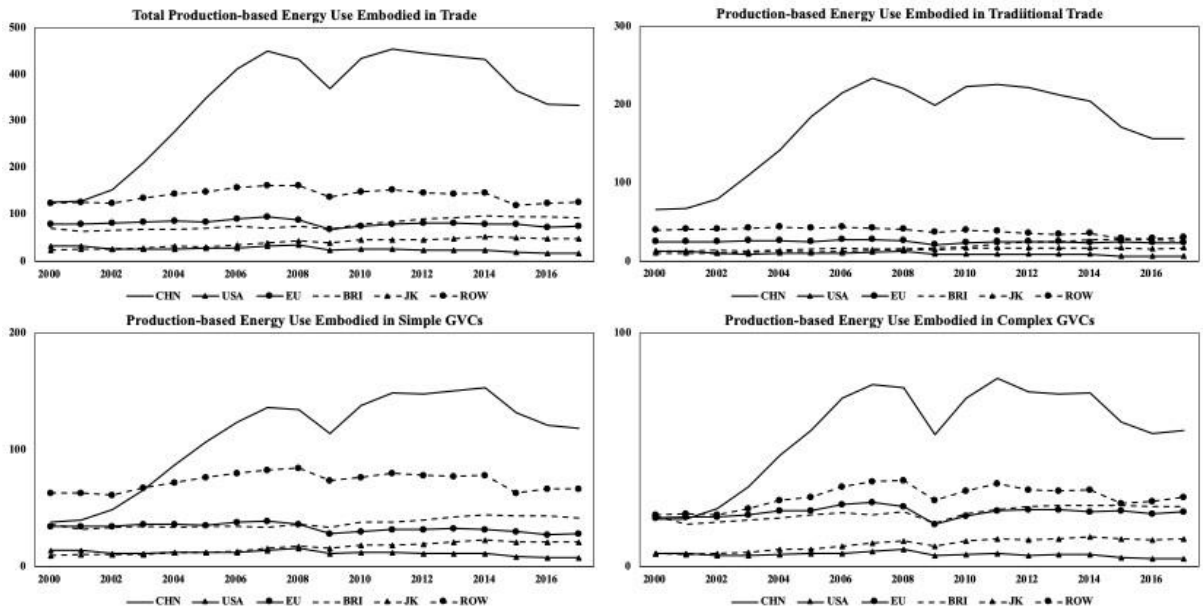 Total Production-based Energy Use Embodied in Trade
500
400
300
200
100
0
2000 2002 2004 2006 2008 2010 2012 2014 2016
CHN USA EU BRI JK ROW
Production-based Energy Use Embodied in Tradiitional Trade
300
200
100
0
2000 2002 2004 2006 2008 2010 2012 2014 2016
CHN USA EU BRI JK ROW
Production-based Energy Use Embodied in Simple GVCs
200
100
0
2000 2002 2004 2006 2008 2010 2012 2014 2016
CHN USA EU BRI JK ROW
Production-based Energy Use Embodied in Complex GVCs
100
0
2000 2002 2004 2006 2008 2010 2012 2014 2016
CHN USA EU BRI JK ROW